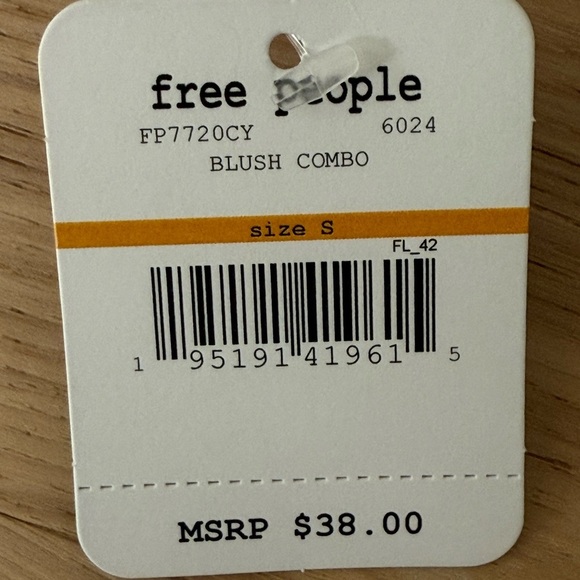 free people
FP7720CY 6024
BLUSH COMBO
size S
FL_42
1 95191 41961 5
MSRP $38.00